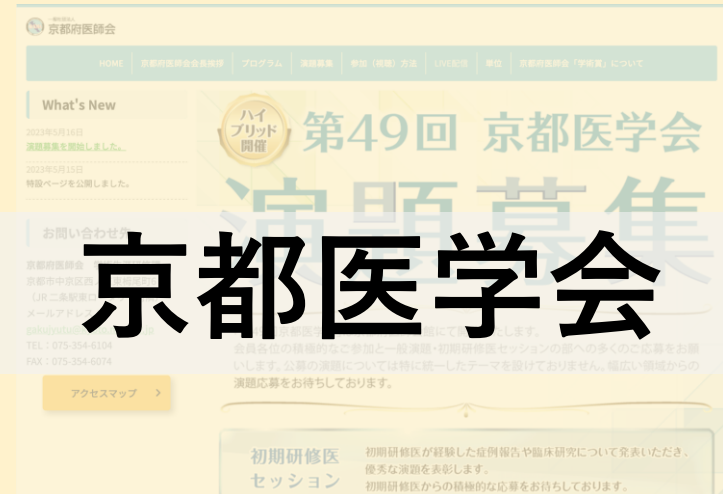 一般社団法人
京都府医師会
HOME
京都府医師会会長挨拶
プログラム
演題募集
参加（視聴）方法
LIVE配信
単位
京都府医師会「学術賞」について
What's New
2023年5月16日
演題募集を開始しました。
2023年5月15日
特設ページを公開しました。
ハイ
ブリッド
開催
第49回 京都医学会
演題募集
お問い合わせ先
京都医学会
京都府医師会
京都市中京区西
（JR 二条駅東口
メールアドレス
TEL：075-354-6104
FAX：075-354-6074
アクセスマップ
会員各位の積極的なご参加と一般演題・初期研修医セッションの部への多くのご応募をお願
いします。公募の演題については特に統一したテーマを設けておりません。幅広い領域からの
演題応募をお待ちしております。
初期研修医
セッション
初期研修医が経験した症例報告や臨床研究について発表いただき、
優秀な演題を表彰します。
初期研修医からの積極的な応募をお待ちしております。